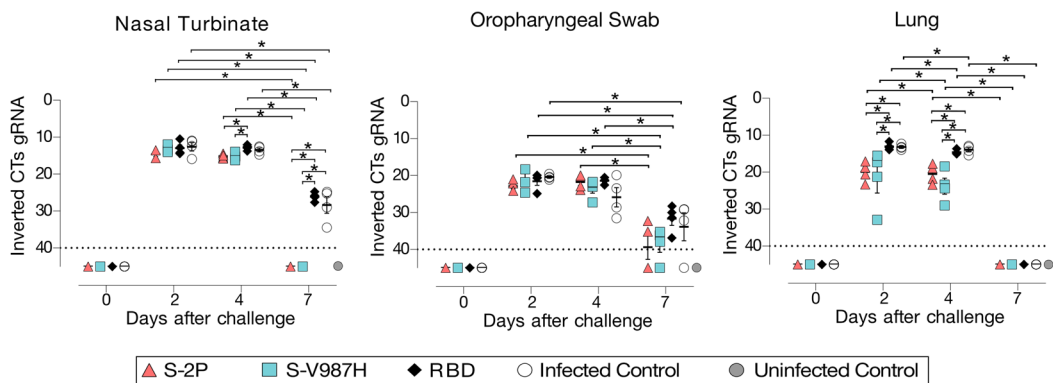 Nasal Turbinate
Oropharyngeal Swab
Lung
* * * * * * * * * * * * * * *
* * * * * * * *
* * * * * * * * * * * * * * * *
Inverted CTs gRNA
0
10
20
30
40
0 2 4 7
Days after challenge
Inverted CTs gRNA
0
10
20
30
40
0 2 4 7
Days after challenge
Inverted CTs gRNA
0
10
20
30
40
0 2 4 7
Days after challenge
S-2P S-V987H RBD Infected Control Uninfected Control